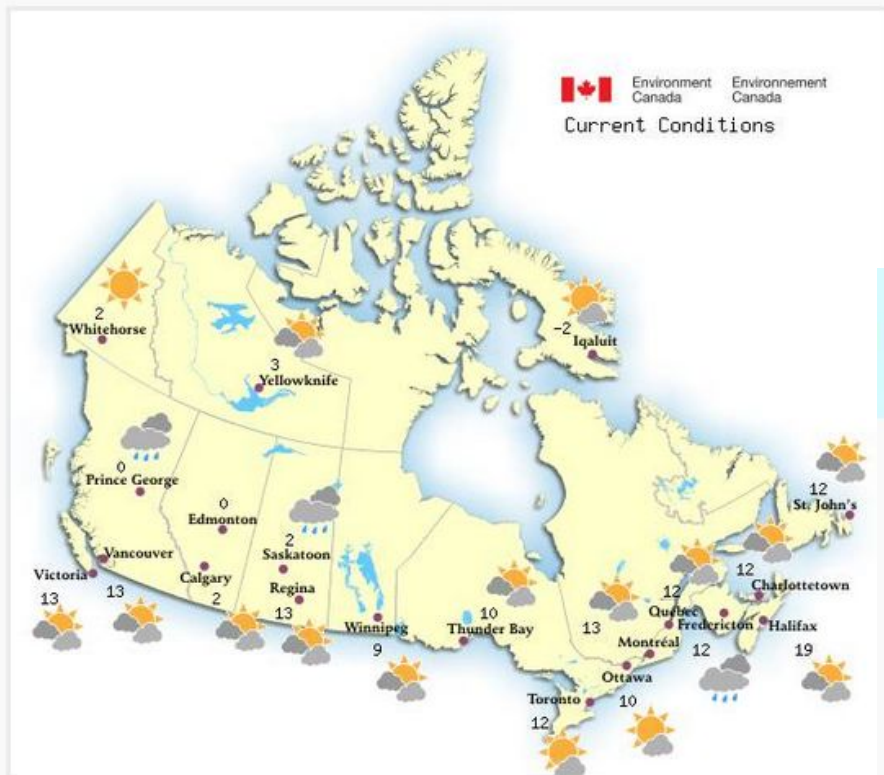 Environment Environnement
Canada Canada
Current Conditions
2
Whitehorse
-2
Iqaluit
3
Yellowknife
0
Prince George
0
Edmonton
12
St. John's
2
Saskatoon
Vancouver
Victoria
Calgary
Regina
13
13
2
13
Winnipeg
9
10
Thunder Bay
13
12
Québec
12
Charlottetown
Fredericton
Halifax
Montréal
12
19
Ottawa
Toronto
10
12